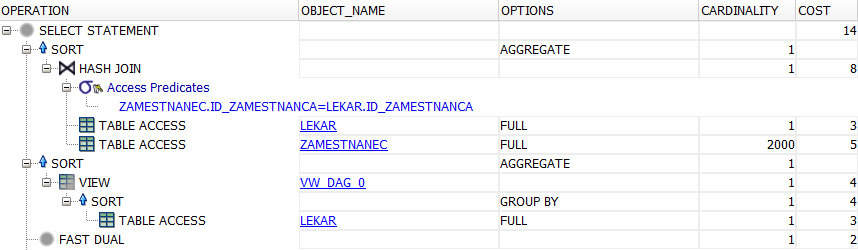 OPERATION OBJECT_NAME OPTIONS CARDINALITY COST
SELECT STATEMENT 14
SORT AGGREGATE 1
HASH JOIN 1 8
Access Predicates
ZAMESTNANEC.ID_ZAMESTNANCA=LEKAR.ID_ZAMESTNANCA
TABLE ACCESS LEKAR FULL 1 3
TABLE ACCESS ZAMESTNANEC FULL 2000 5
SORT AGGREGATE 1
VIEW VW_DAG_0 1 4
SORT GROUP BY 1 4
TABLE ACCESS LEKAR FULL 1 3
FAST DUAL 1 2